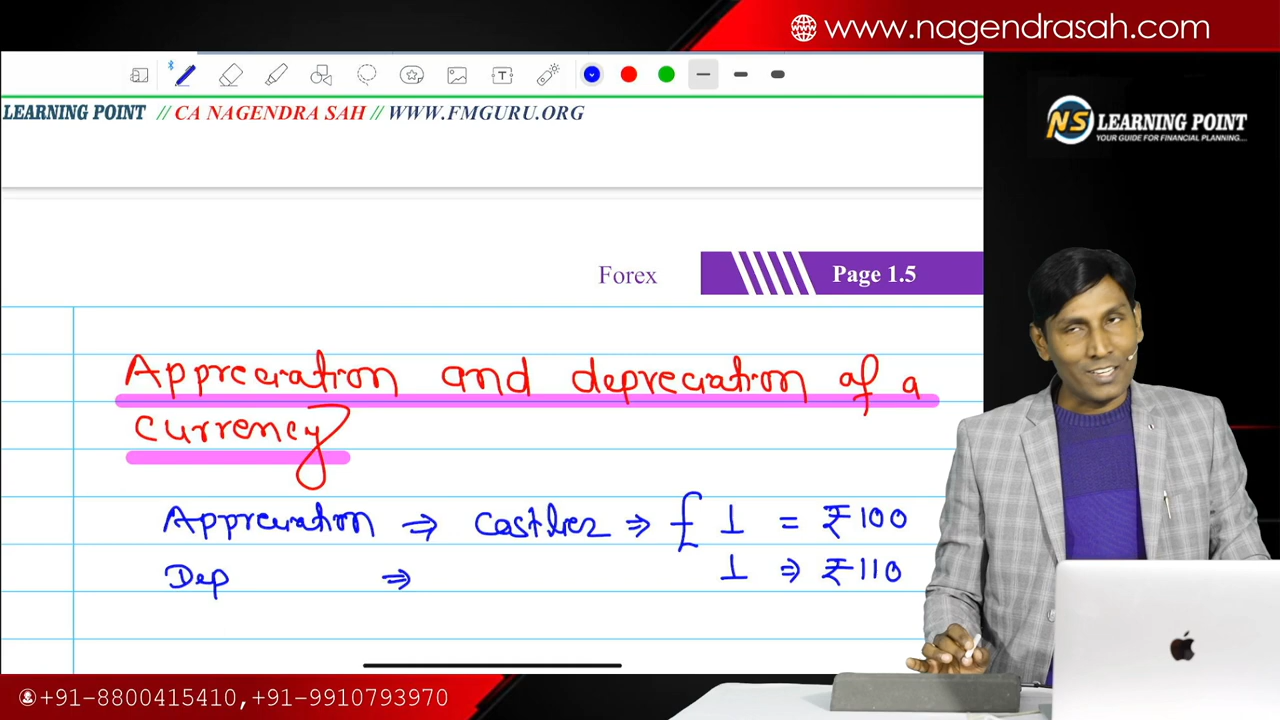 www.nagendrasah.com
LEARNING POINT // CA NAGENDRA SAH // WWW.FMGURU.ORG
NS LEARNING POINT
YOUR GUIDE FOR FINANCIAL PLANNING....
Forex Page 1.5
Appreciation and depreciation of a
currency
Appreciation ⇒ Costlier ⇒ £ 1 = ₹100
Dep ⇒ 1 ⇒ ₹110
+91-8800415410,+91-9910793970